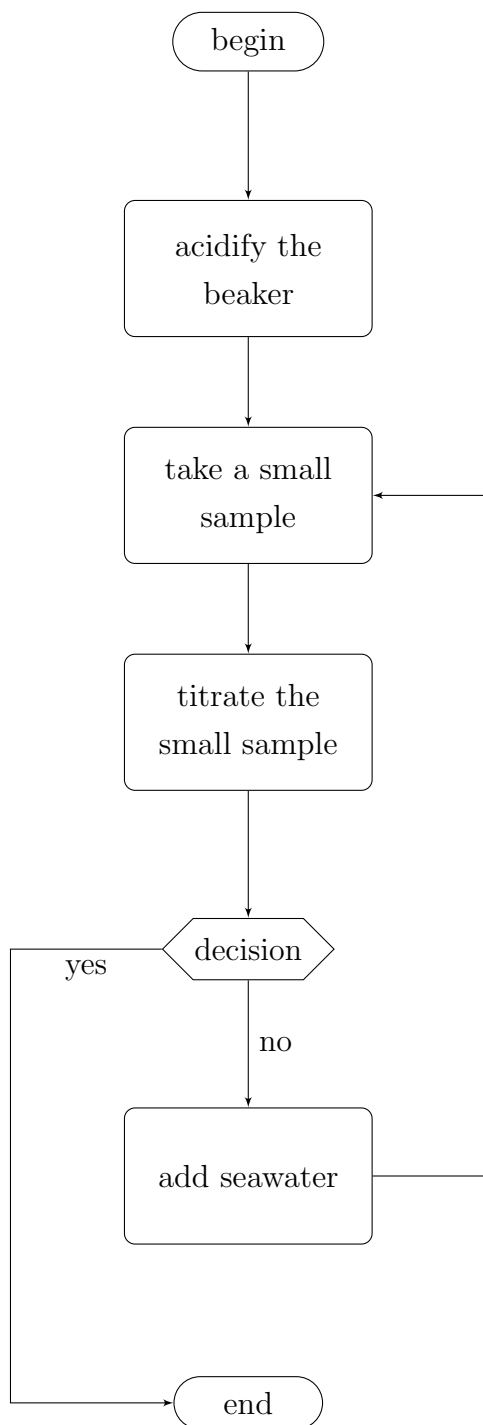 begin
acidify the
beaker
take a small
sample
titrate the
small sample
decision
yes
no
add seawater
end